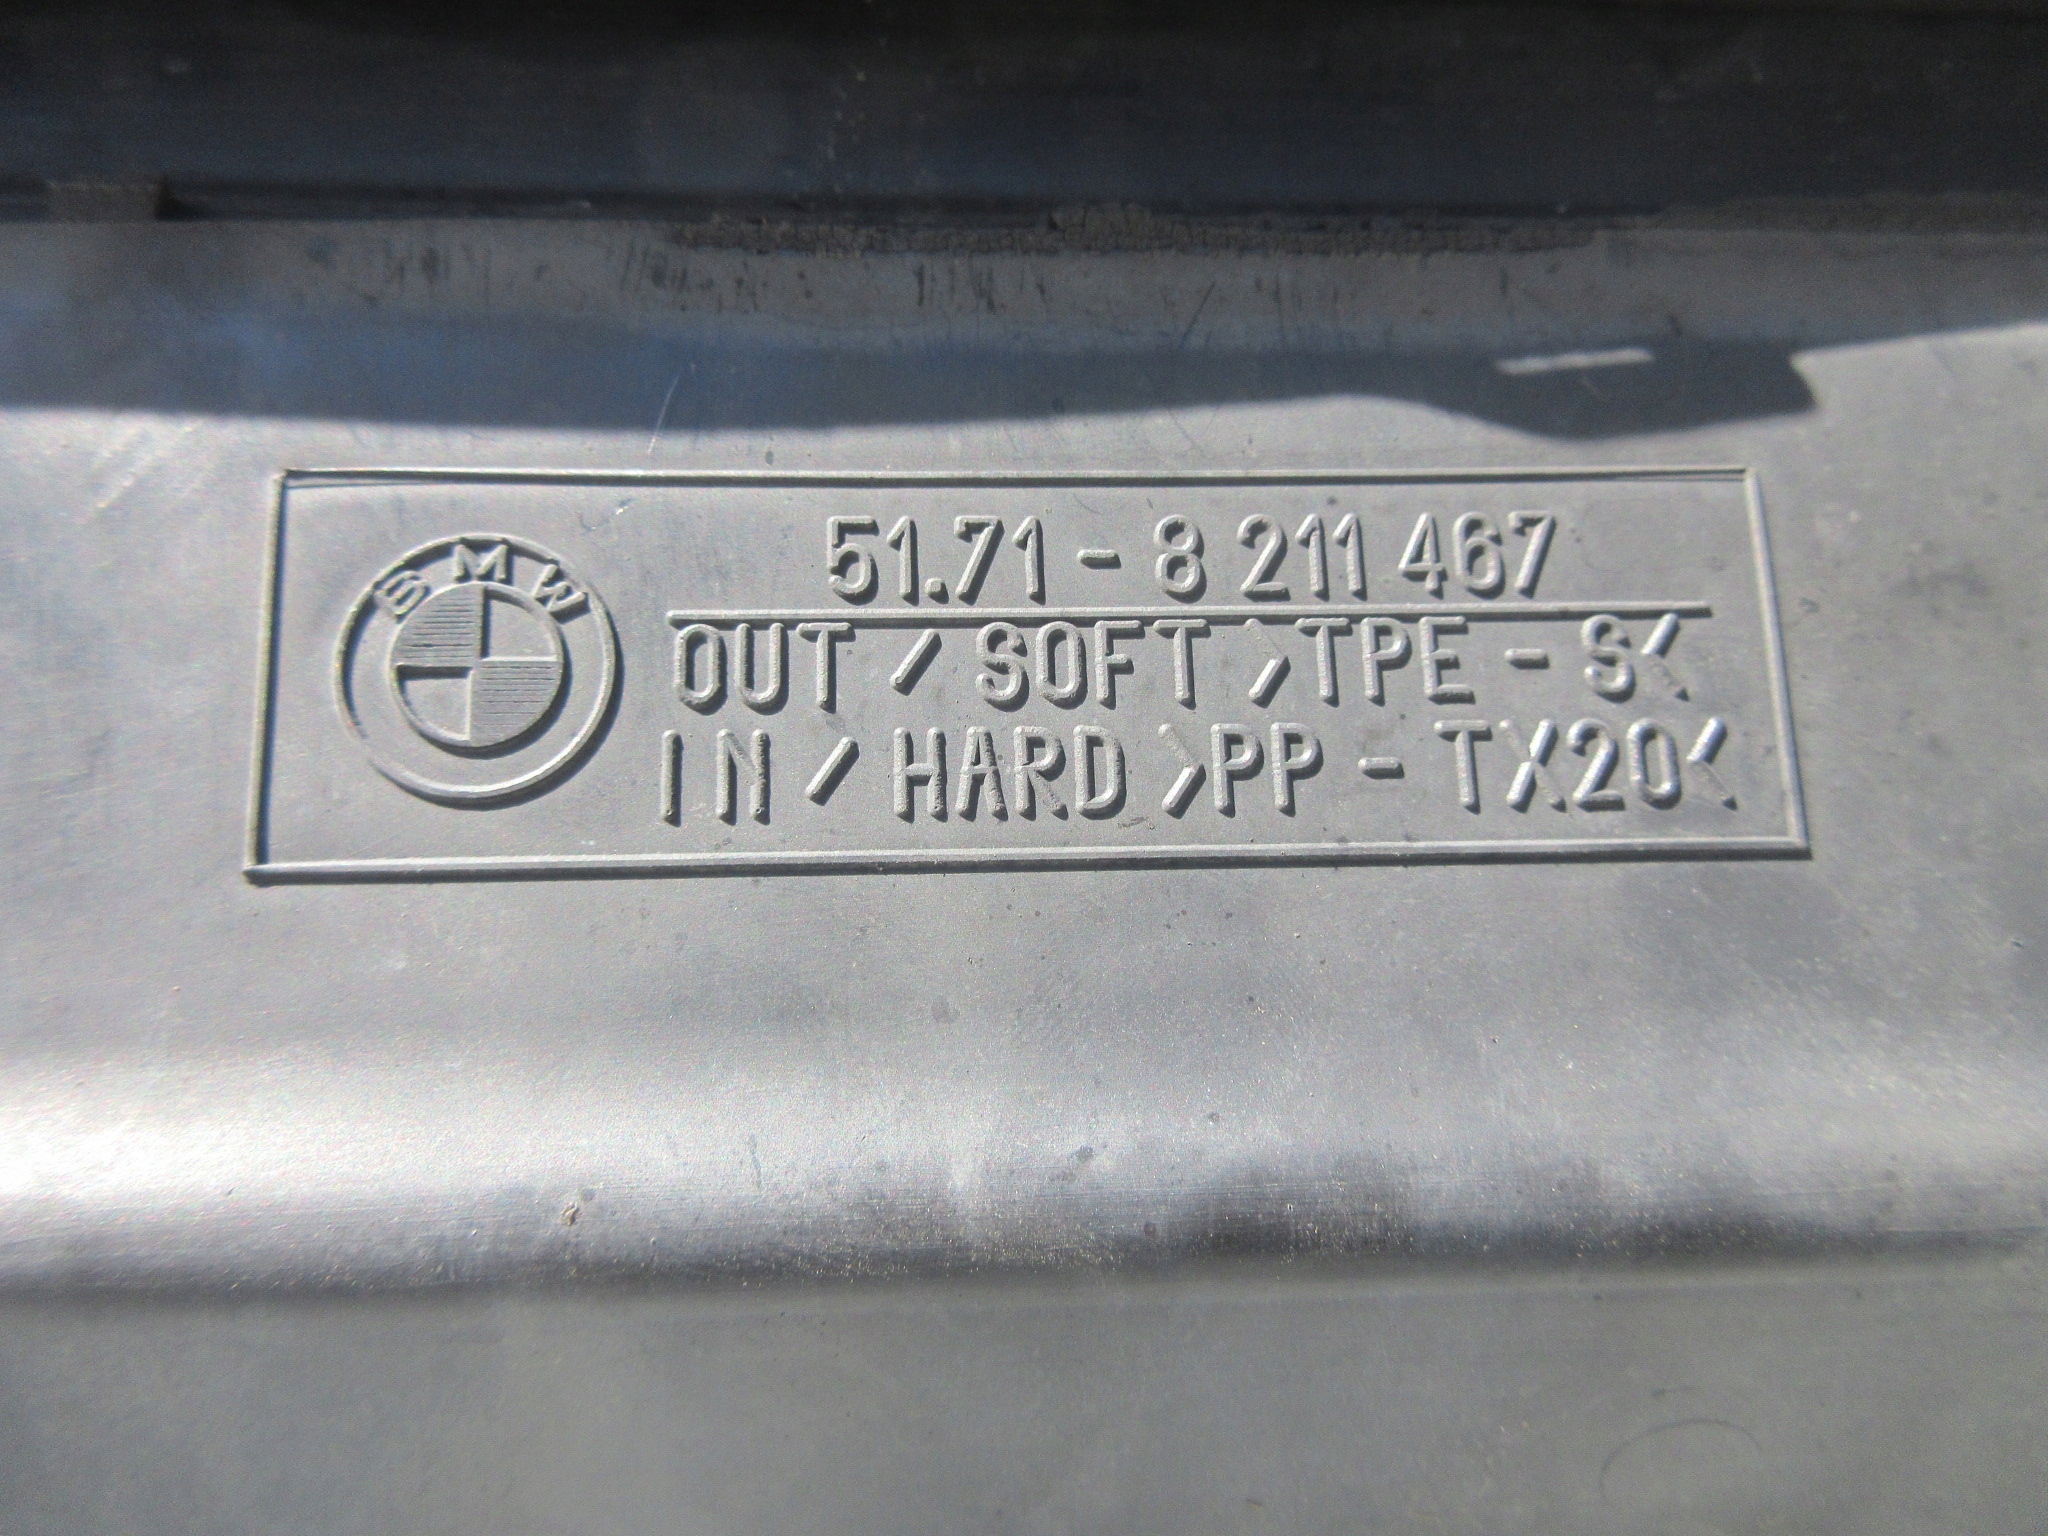 BMW
51.71 - 8 211 467
OUT / SOFT >TPE - S<
IN / HARD >PP - TX20<